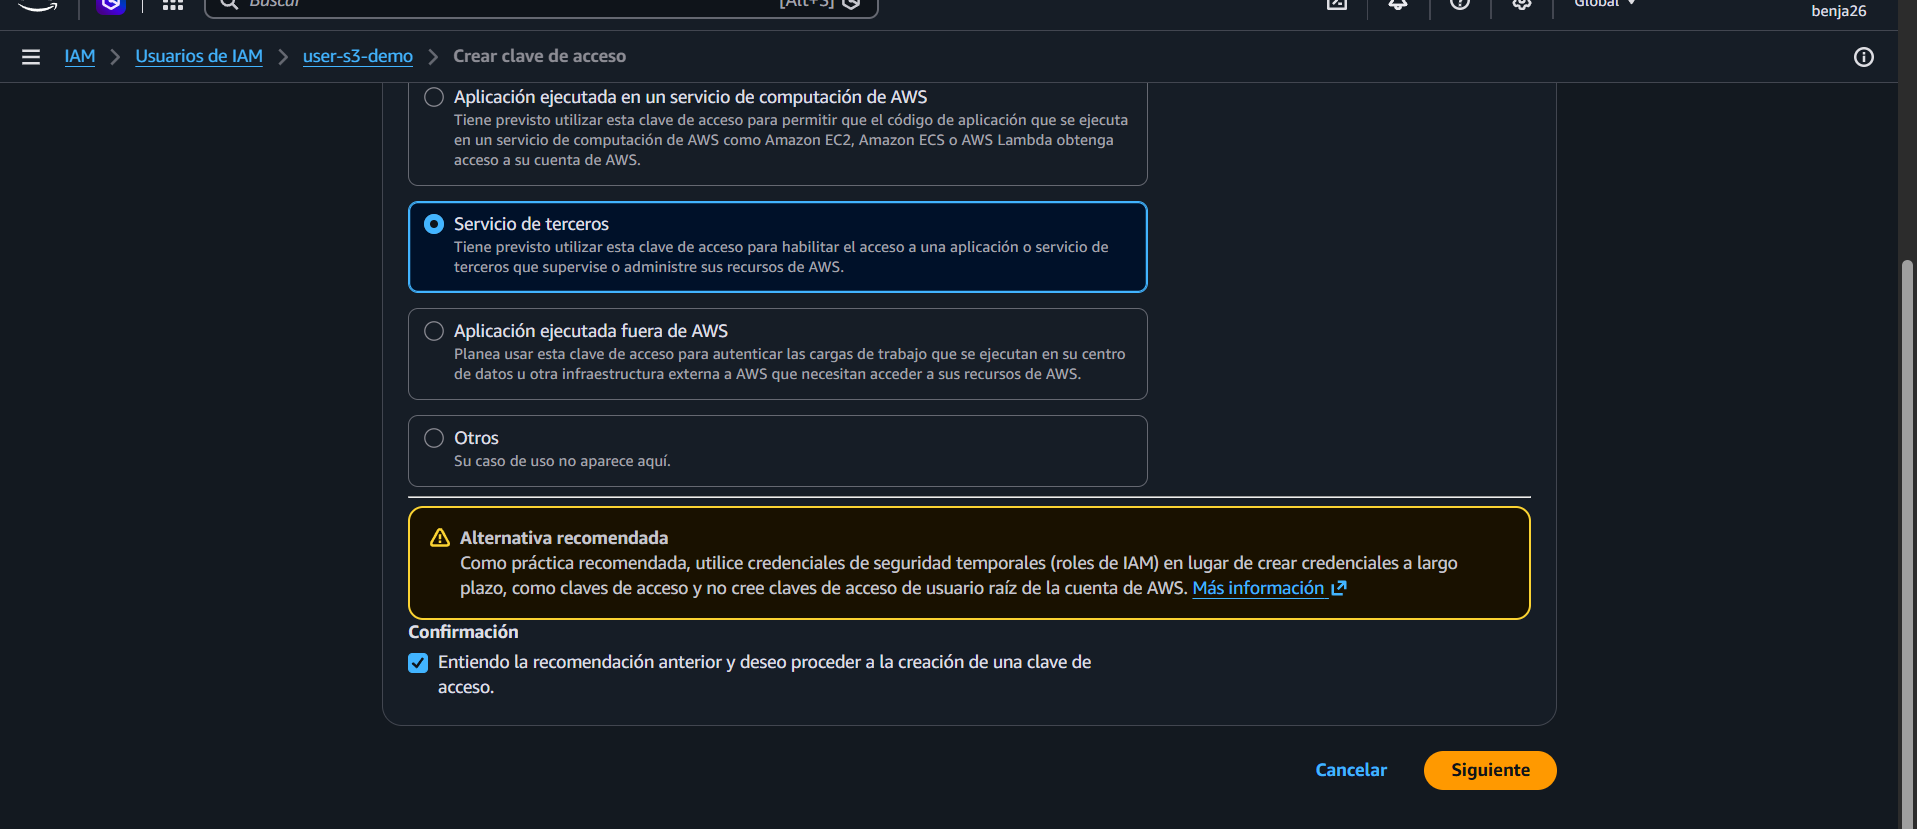 Buscar [Alt+S] Global
benja26
IAM > Usuarios de IAM > user-s3-demo > Crear clave de acceso
Aplicación ejecutada en un servicio de computación de AWS
Tiene previsto utilizar esta clave de acceso para permitir que el código de aplicación que se ejecuta
en un servicio de computación de AWS como Amazon EC2, Amazon ECS o AWS Lambda obtenga
acceso a su cuenta de AWS.
Servicio de terceros
Tiene previsto utilizar esta clave de acceso para habilitar el acceso a una aplicación o servicio de
terceros que supervise o administre sus recursos de AWS.
Aplicación ejecutada fuera de AWS
Planea usar esta clave de acceso para autenticar las cargas de trabajo que se ejecutan en su centro
de datos u otra infraestructura externa a AWS que necesitan acceder a sus recursos de AWS.
Otros
Su caso de uso no aparece aquí.
Alternativa recomendada
Como práctica recomendada, utilice credenciales de seguridad temporales (roles de IAM) en lugar de crear credenciales a largo
plazo, como claves de acceso y no cree claves de acceso de usuario raíz de la cuenta de AWS. Más información
Confirmación
Entiendo la recomendación anterior y deseo proceder a la creación de una clave de
acceso.
Cancelar Siguiente